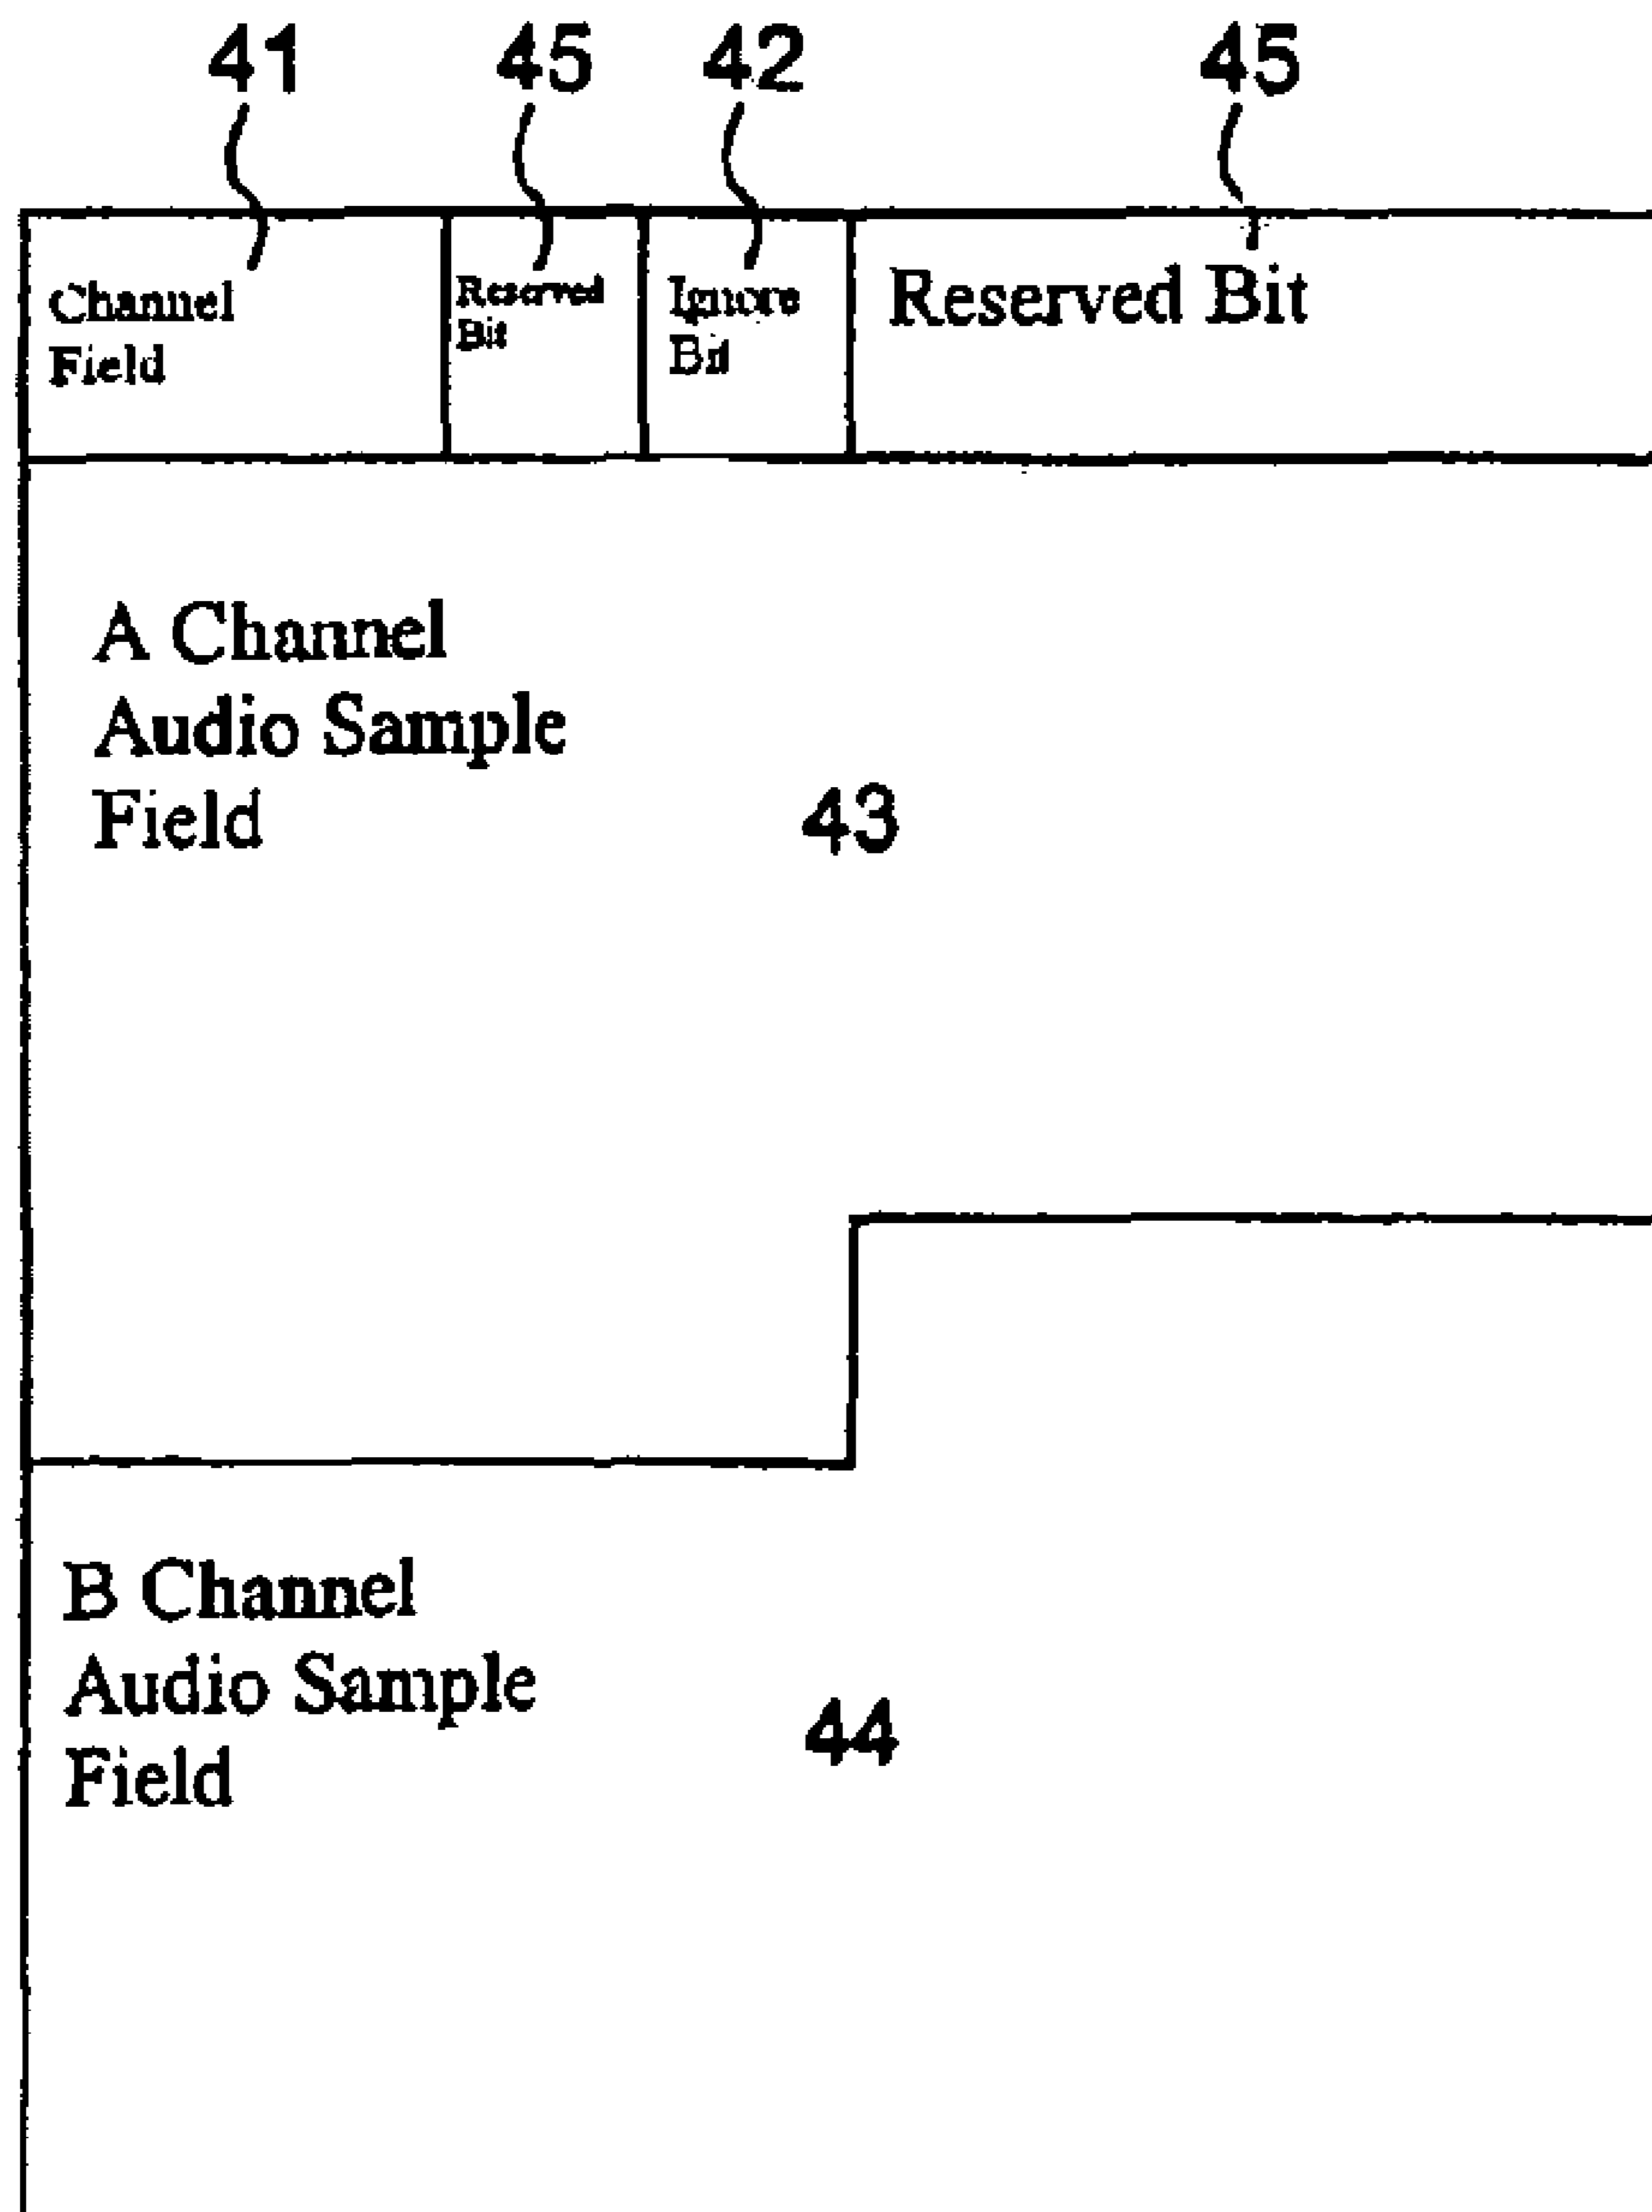 41 45 42 45
Channel
Field
Reserved
Bit
Ignore
Bit
Reserved Bit
A Channel
Audio Sample
Field
43
B Channel
Audio Sample
Field
44